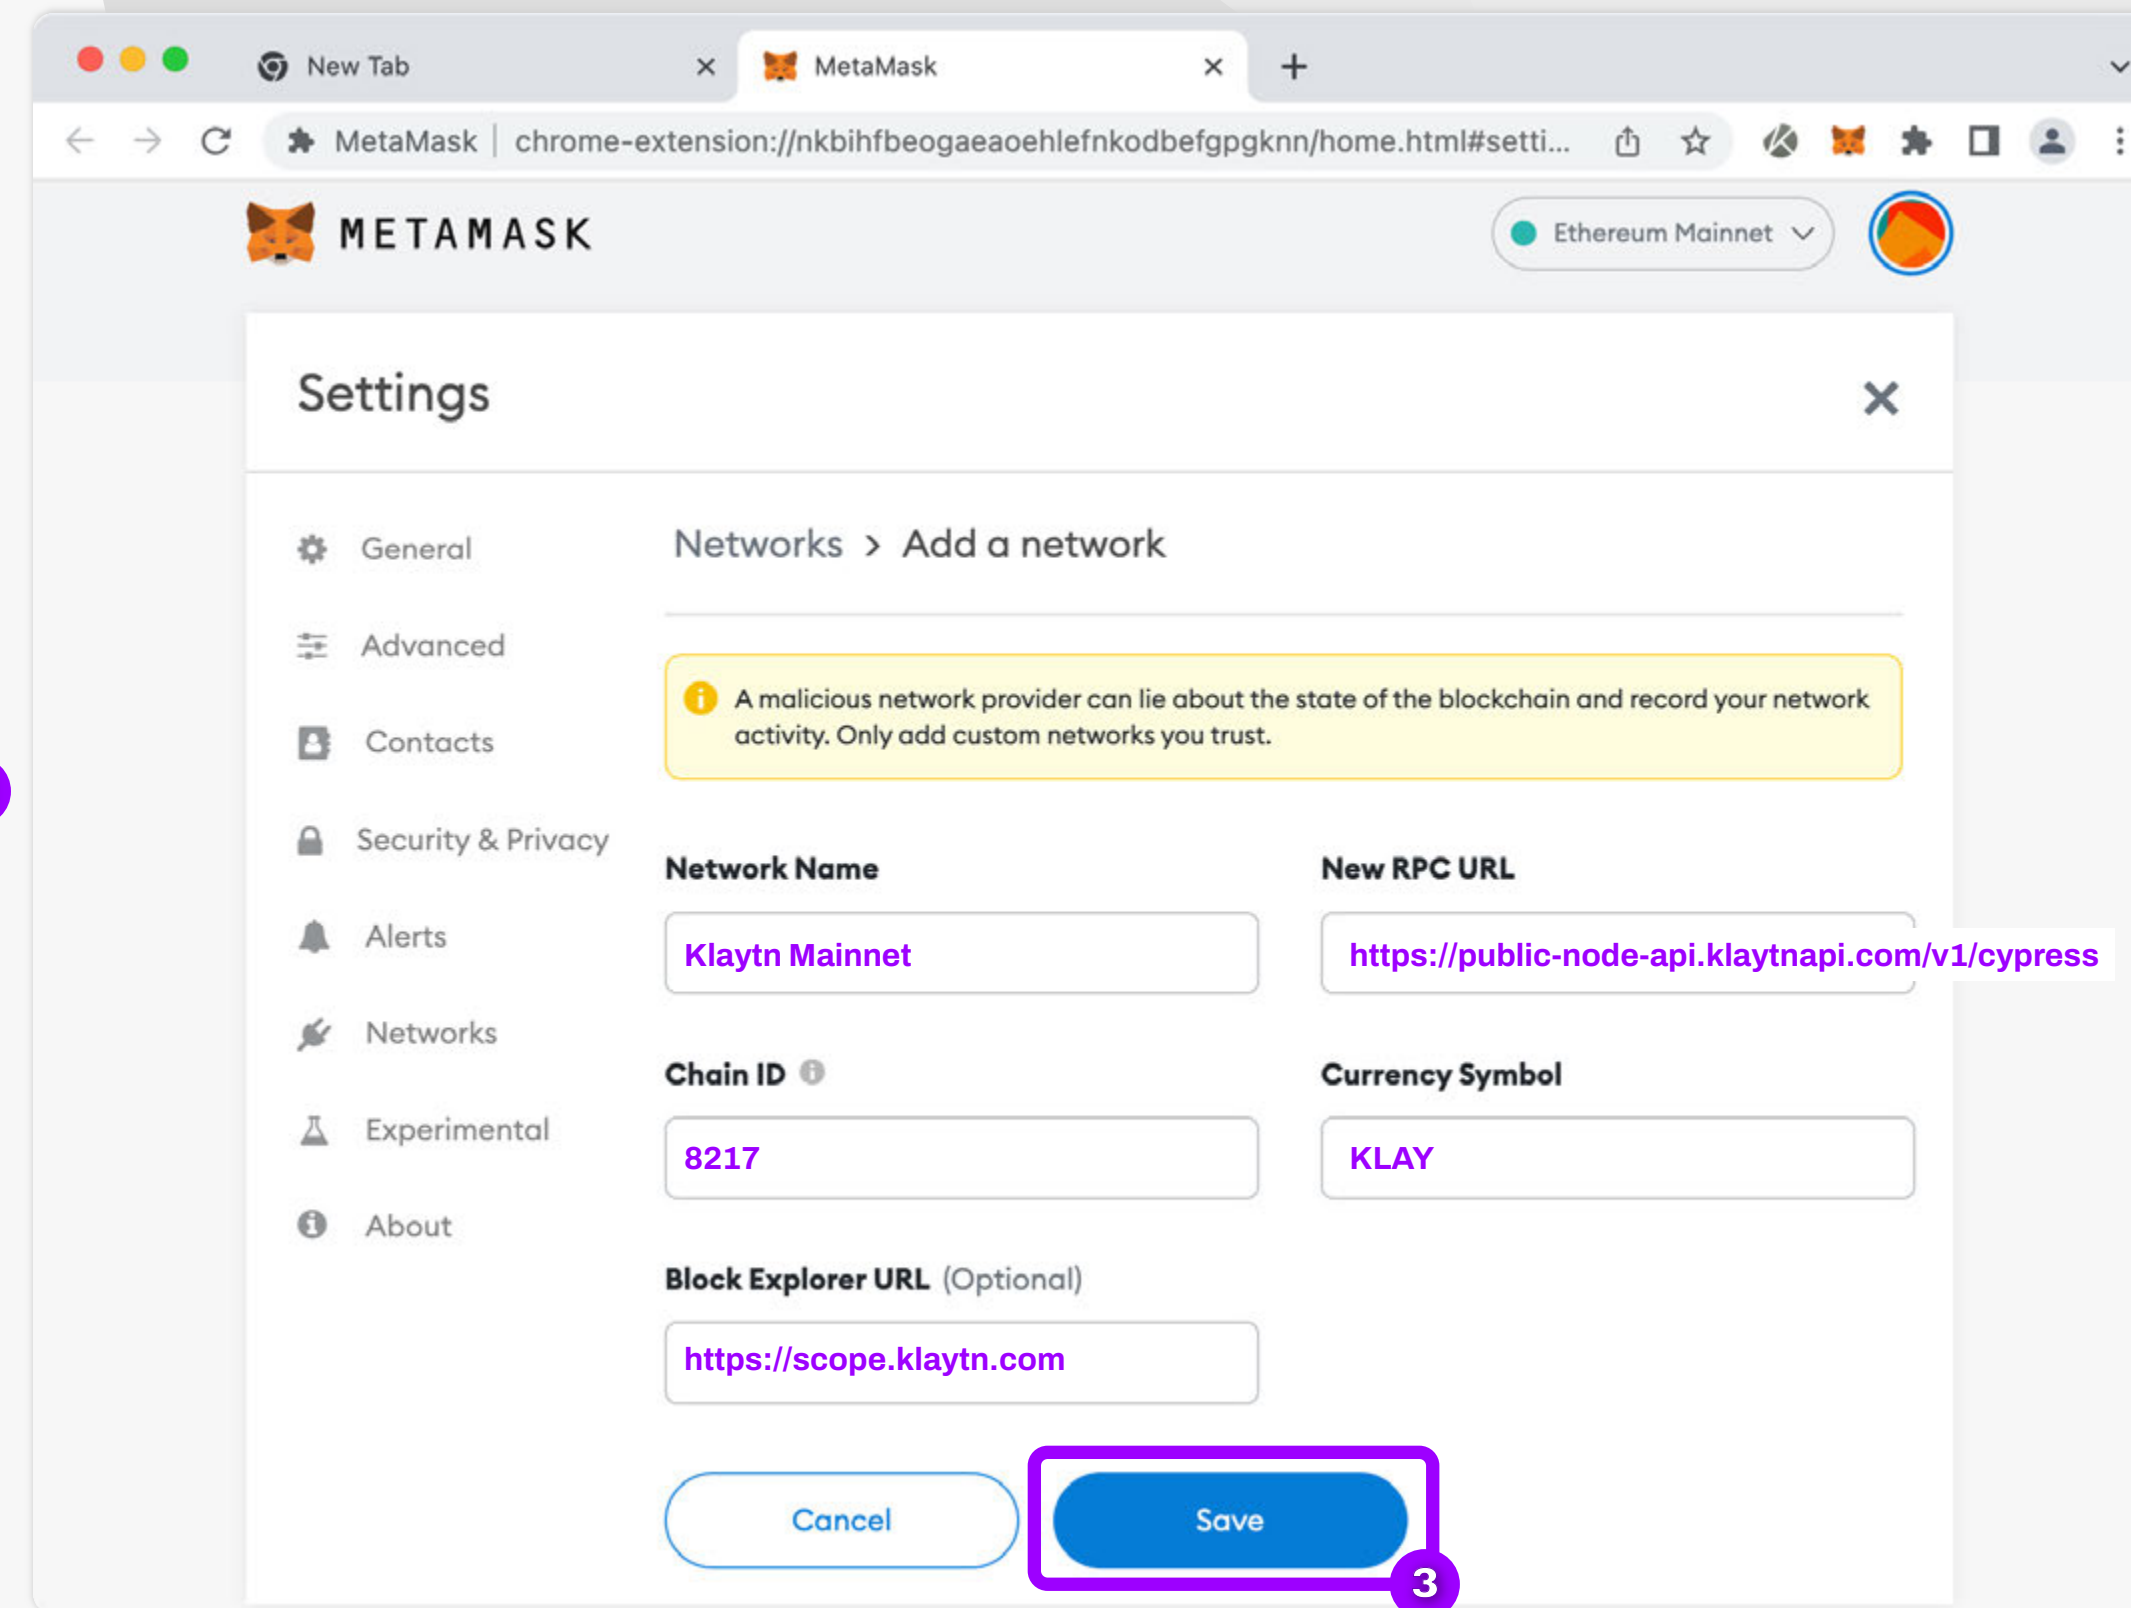 New Tab
MetaMask
MetaMask | chrome-extension://nkbihfbeogaeaoehlefnkodbefgpgknn/home.html#setti...
METAMASK
Ethereum Mainnet
Settings
General
Advanced
Contacts
Security & Privacy
Alerts
Networks
Experimental
About
Networks > Add a network
A malicious network provider can lie about the state of the blockchain and record your network
activity. Only add custom networks you trust.
Network Name
Klaytn Mainnet
New RPC URL
https://public-node-api.klaytnapi.com/v1/cypress
Chain ID
8217
Currency Symbol
KLAY
Block Explorer URL (Optional)
https://scope.klaytn.com
Cancel
Save
3